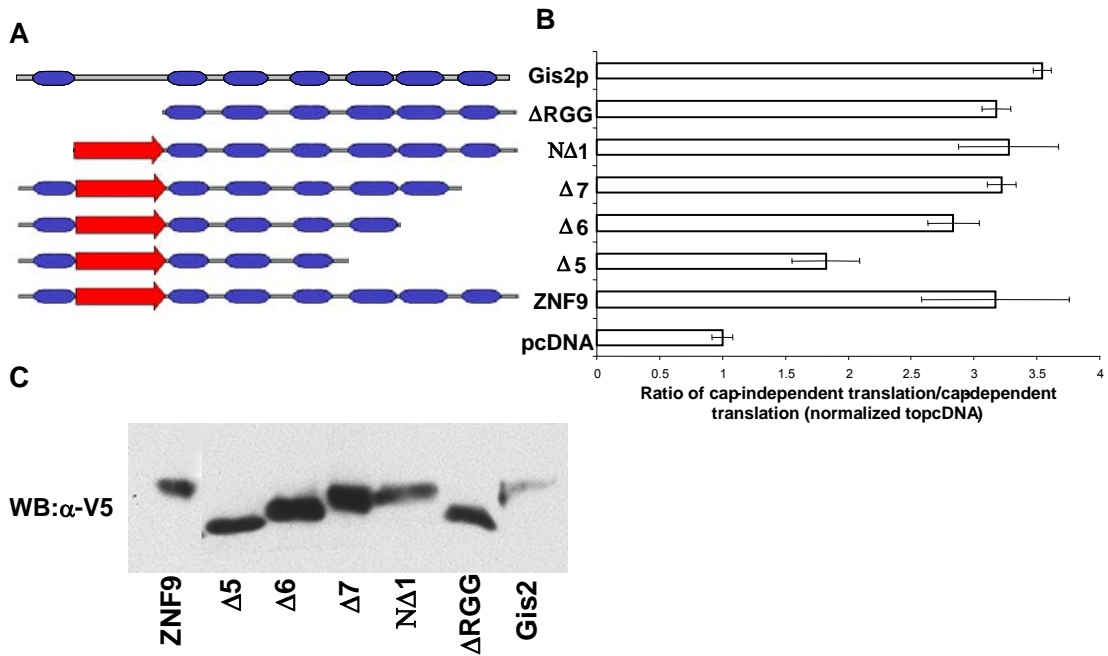 A
B
Gis2p
ΔRGG
NΔ1
Δ7
Δ6
Δ5
ZNF9
pcDNA
0 0.5 1 1.5 2 2.5 3 3.5 4
Ratio of cap-independent translation/cap-dependent
translation (normalized topcDNA)
C
WB:α-V5
ZNF9
Δ5
Δ6
Δ7
NΔ1
ΔRGG
Gis2